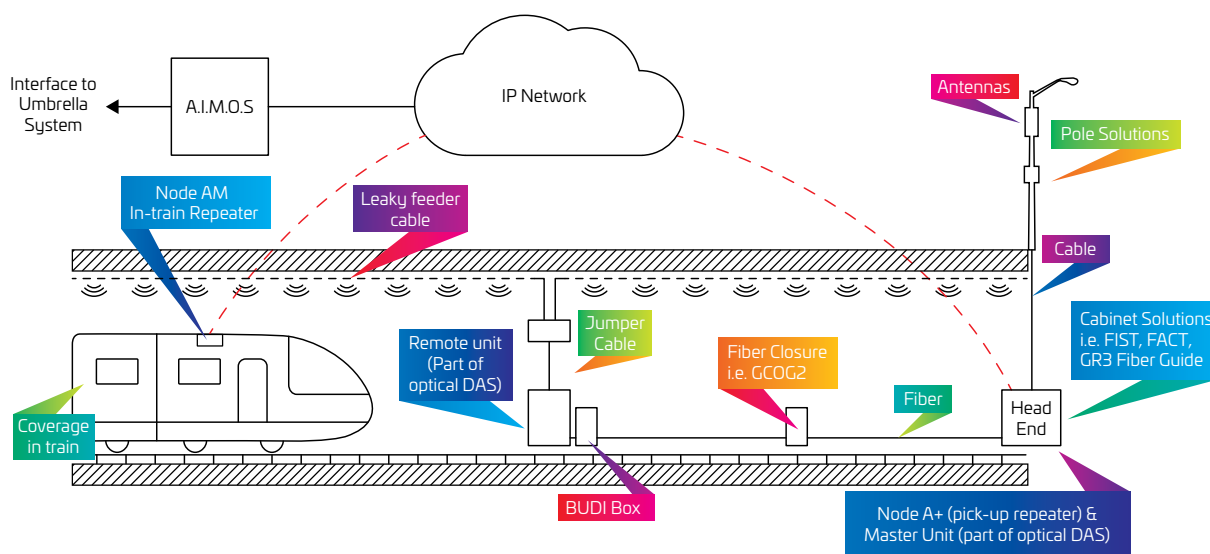 Interface to
Umbrella
System
A.I.M.O.S
IP Network
Antennas
Pole Solutions
Node AM
In-train Repeater
Leaky feeder
cable
Cable
Cabinet Solutions
i.e. FIST, FACT,
GR3 Fiber Guide
Remote unit
(Part of
optical DAS)
Jumper
Cable
Fiber Closure
i.e. GCOG2
Fiber
Head
End
Coverage
in train
BUDI Box
Node A+ (pick-up repeater) &
Master Unit (part of optical DAS)